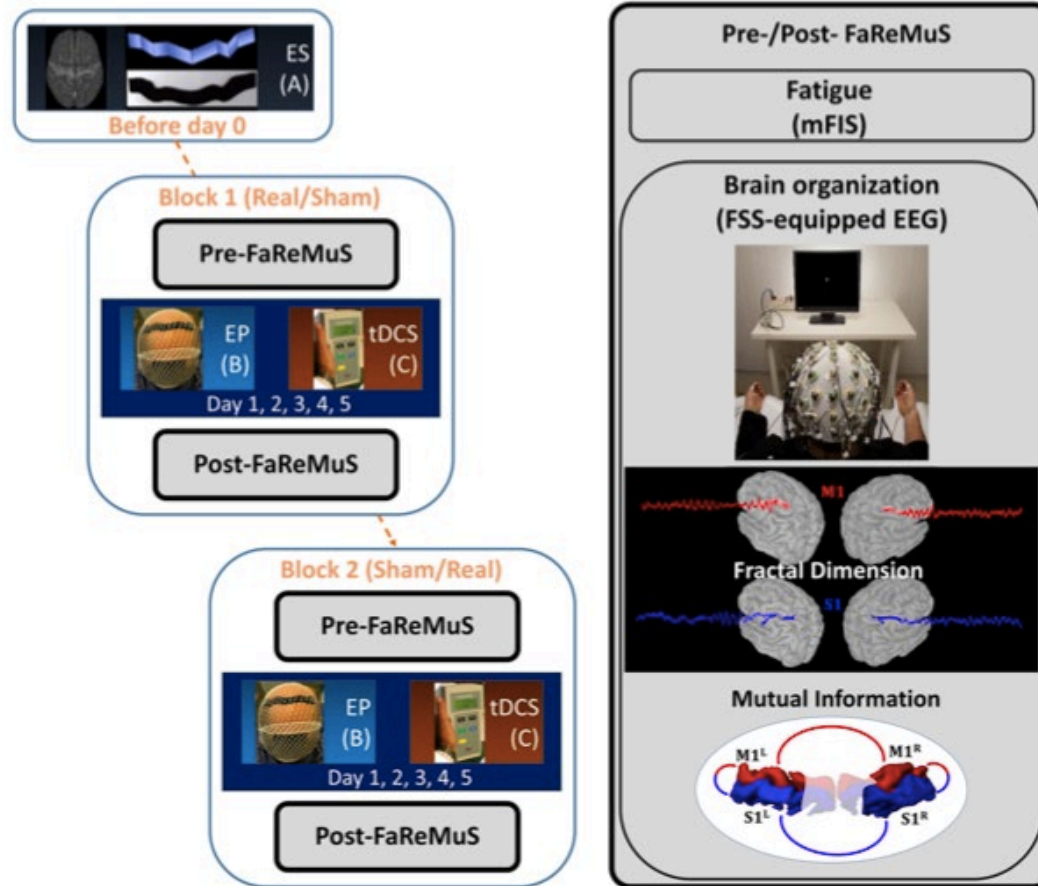 ES
(A)
Before day 0
Block 1 (Real/Sham)
Pre-FaReMuS
EP
(B)
tDCS
(C)
Day 1, 2, 3, 4, 5
Post-FaReMuS
Block 2 (Sham/Real)
Pre-FaReMuS
EP
(B)
tDCS
(C)
Day 1, 2, 3, 4, 5
Post-FaReMuS
Pre-/Post- FaReMuS
Fatigue
(mFIS)
Brain organization
(FSS-equipped EEG)
M1
Fractal Dimension
S1
Mutual Information
M1ᴸ
M1ᴿ
S1ᴸ
S1ᴿ